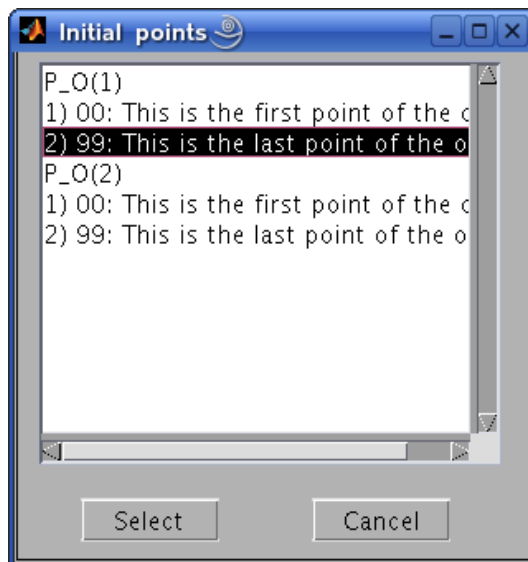 Initial points
P_O(1)
1) 00: This is the first point of the
2) 99: This is the last point of the o
P_O(2)
1) 00: This is the first point of the
2) 99: This is the last point of the o
Select
Cancel